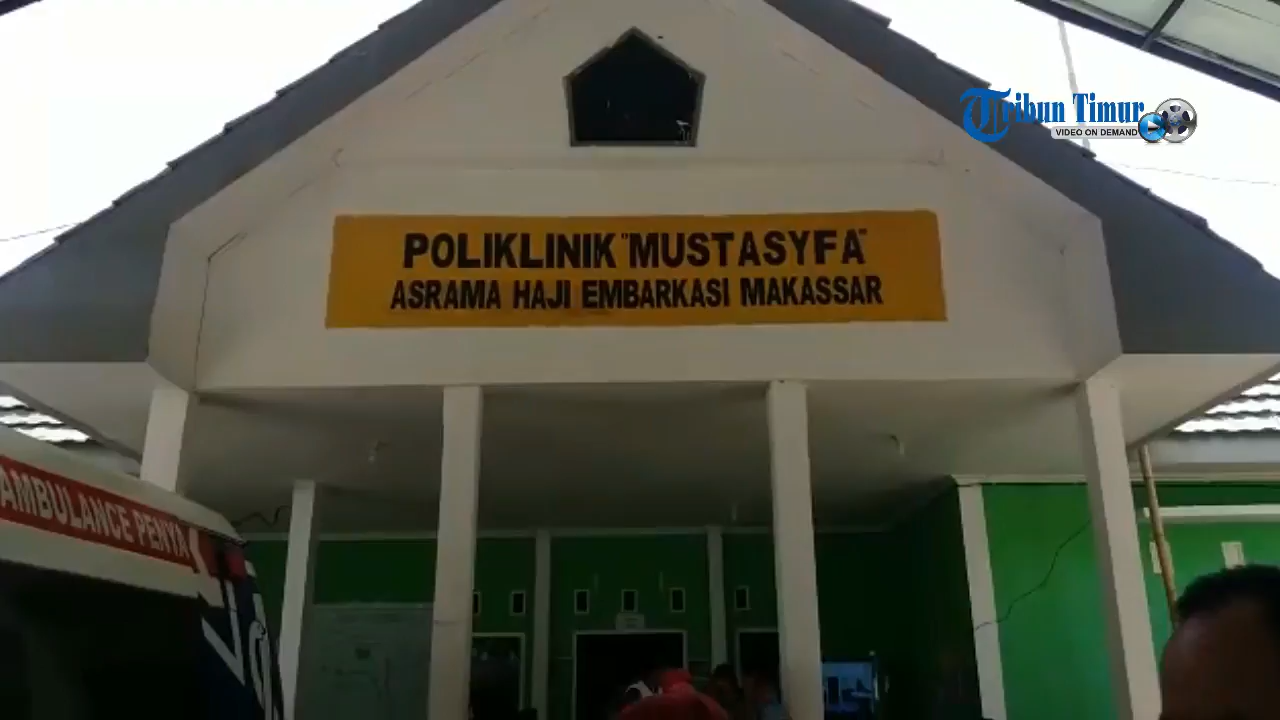 Tribun Timur
VIDEO ON DEMAND
POLIKLINIK "MUSTASYFA"
ASRAMA HAJI EMBARKASI MAKASSAR
AMBULANCE PENYA